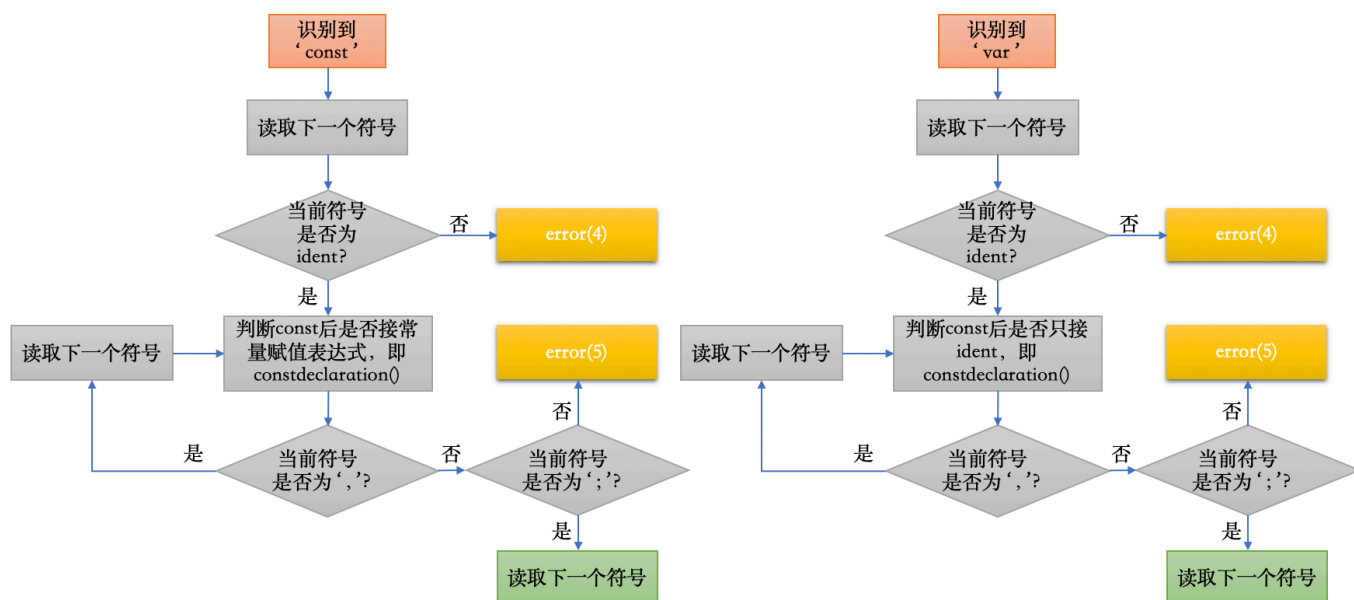 识别到
‘const’
读取下一个符号
当前符号
是否为
ident?
否
error(4)
是
读取下一个符号
判断const后是否接常
量赋值表达式，即
constdeclaration()
error(5)
否
是
当前符号
是否为‘,’?
否
当前符号
是否为‘;’?
是
读取下一个符号
识别到
‘var’
读取下一个符号
当前符号
是否为
ident?
否
error(4)
是
读取下一个符号
判断const后是否只接
ident，即
constdeclaration()
error(5)
否
是
当前符号
是否为‘,’?
否
当前符号
是否为‘;’?
是
读取下一个符号